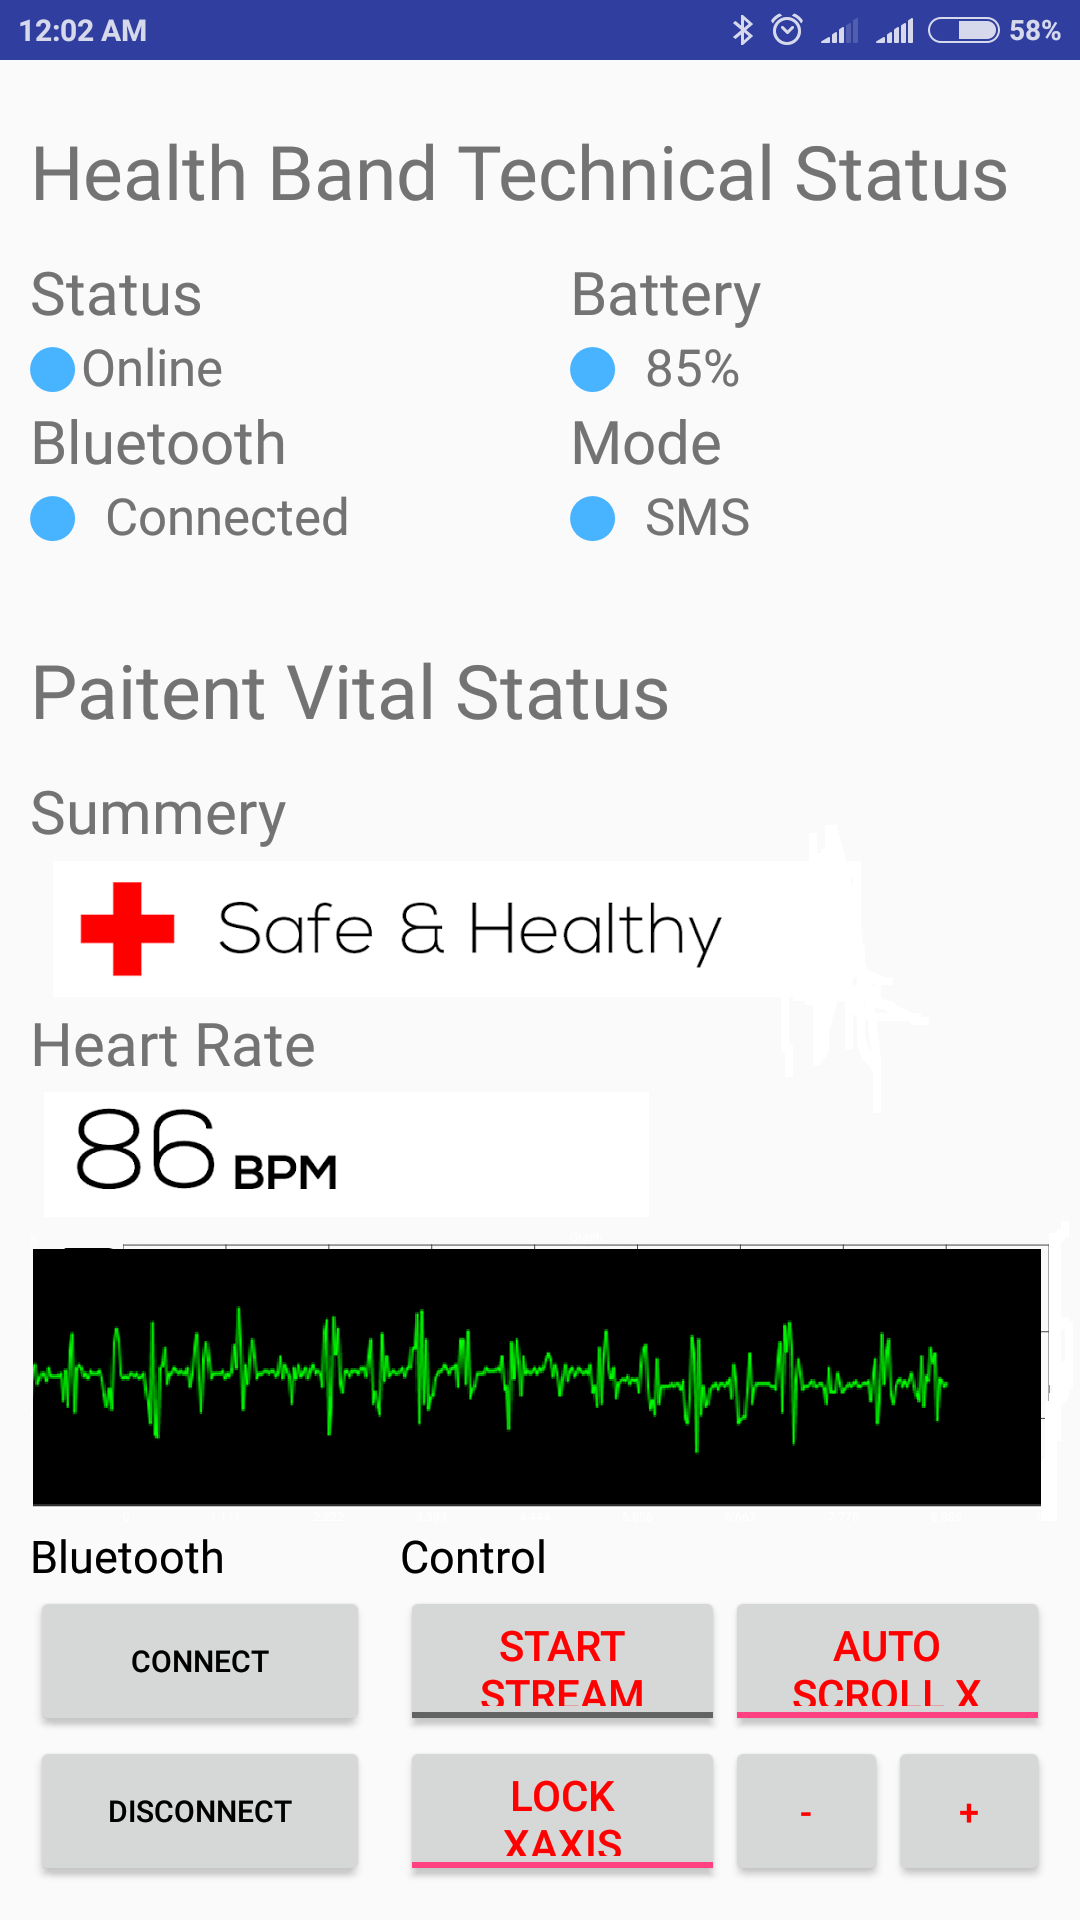 12:02 AM 58%
Health Band Technical Status
Status Battery
Online 85%
Bluetooth Mode
Connected SMS
Paitent Vital Status
Summery
Safe & Healthy
Heart Rate
86 BPM
Bluetooth Control
CONNECT
START
STREAM
AUTO
SCROLL X
DISCONNECT
LOCK
XAXIS
-
+